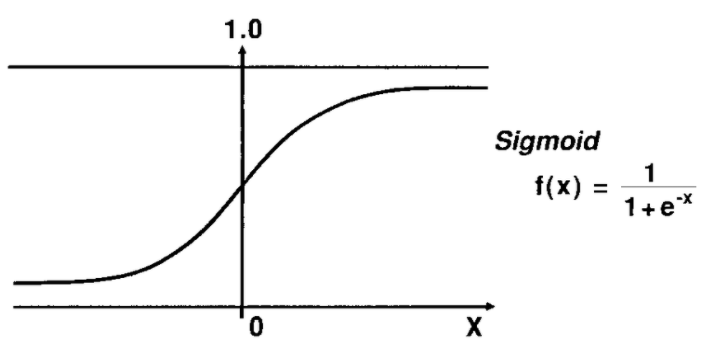 1.0
Sigmoid
f(x) = 1 / 1 + e^-x
0
X